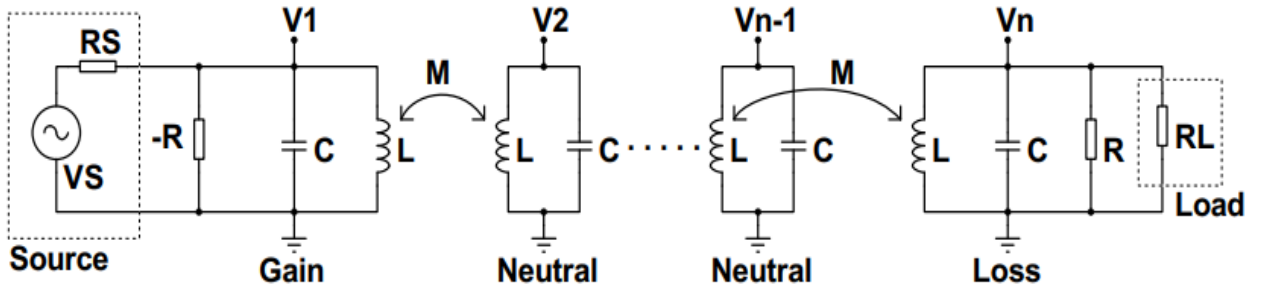 V1 V2 Vn-1 Vn
RS M M
-R C L L C ..... L C L C R RL
VS
Load
Source Gain Neutral Neutral Loss